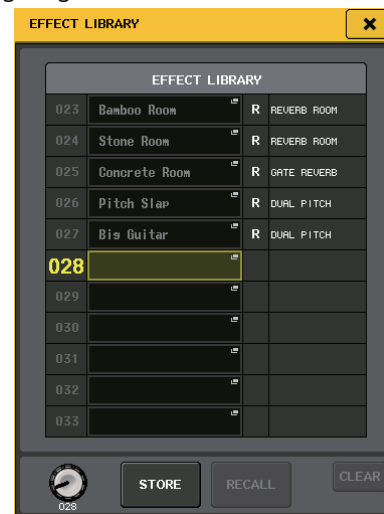 EFFECT LIBRARY
EFFECT LIBRARY
023 Bamboo Room R REVERB ROOM
024 Stone Room R REVERB ROOM
025 Concrete Room R GATE REVERB
026 Pitch Slap R DUAL PITCH
027 Big Guitar R DUAL PITCH
028
029
030
031
032
033
028 STORE RECALL CLEAR